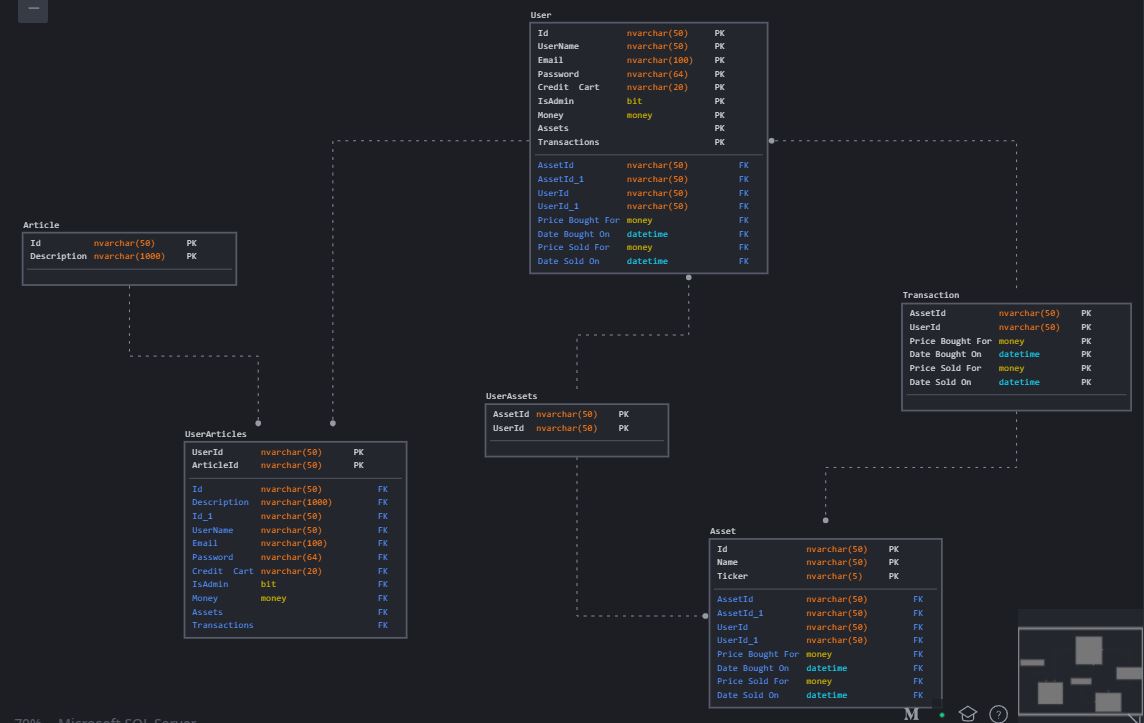 User
Id nvarchar(50) PK
UserName nvarchar(50) PK
Email nvarchar(100) PK
Password nvarchar(64) PK
Credit Cart nvarchar(20) PK
IsAdmin bit PK
Money money PK
Assets PK
Transactions PK
AssetId nvarchar(50) FK
AssetId_1 nvarchar(50) FK
UserId nvarchar(50) FK
UserId_1 nvarchar(50) FK
Price Bought For money FK
Date Bought On datetime FK
Price Sold For money FK
Date Sold On datetime FK
Article
Id nvarchar(50) PK
Description nvarchar(1000) PK
Transaction
AssetId nvarchar(50) PK
UserId nvarchar(50) PK
Price Bought For money PK
Date Bought On datetime PK
Price Sold For money PK
Date Sold On datetime PK
UserAssets
AssetId nvarchar(50) PK
UserId nvarchar(50) PK
UserArticles
UserId nvarchar(50) PK
ArticleId nvarchar(50) PK
Id nvarchar(50) FK
Description nvarchar(1000) FK
Id_1 nvarchar(50) FK
UserName nvarchar(50) FK
Email nvarchar(100) FK
Password nvarchar(64) FK
Credit Cart nvarchar(20) FK
IsAdmin bit FK
Money money FK
Assets FK
Transactions FK
Asset
Id nvarchar(50) PK
Name nvarchar(50) PK
Ticker nvarchar(5) PK
AssetId nvarchar(50) FK
AssetId_1 nvarchar(50) FK
UserId nvarchar(50) FK
UserId_1 nvarchar(50) FK
Price Bought For money FK
Date Bought On datetime FK
Price Sold For money FK
Date Sold On datetime FK
M ?
Microsoft SQL Server